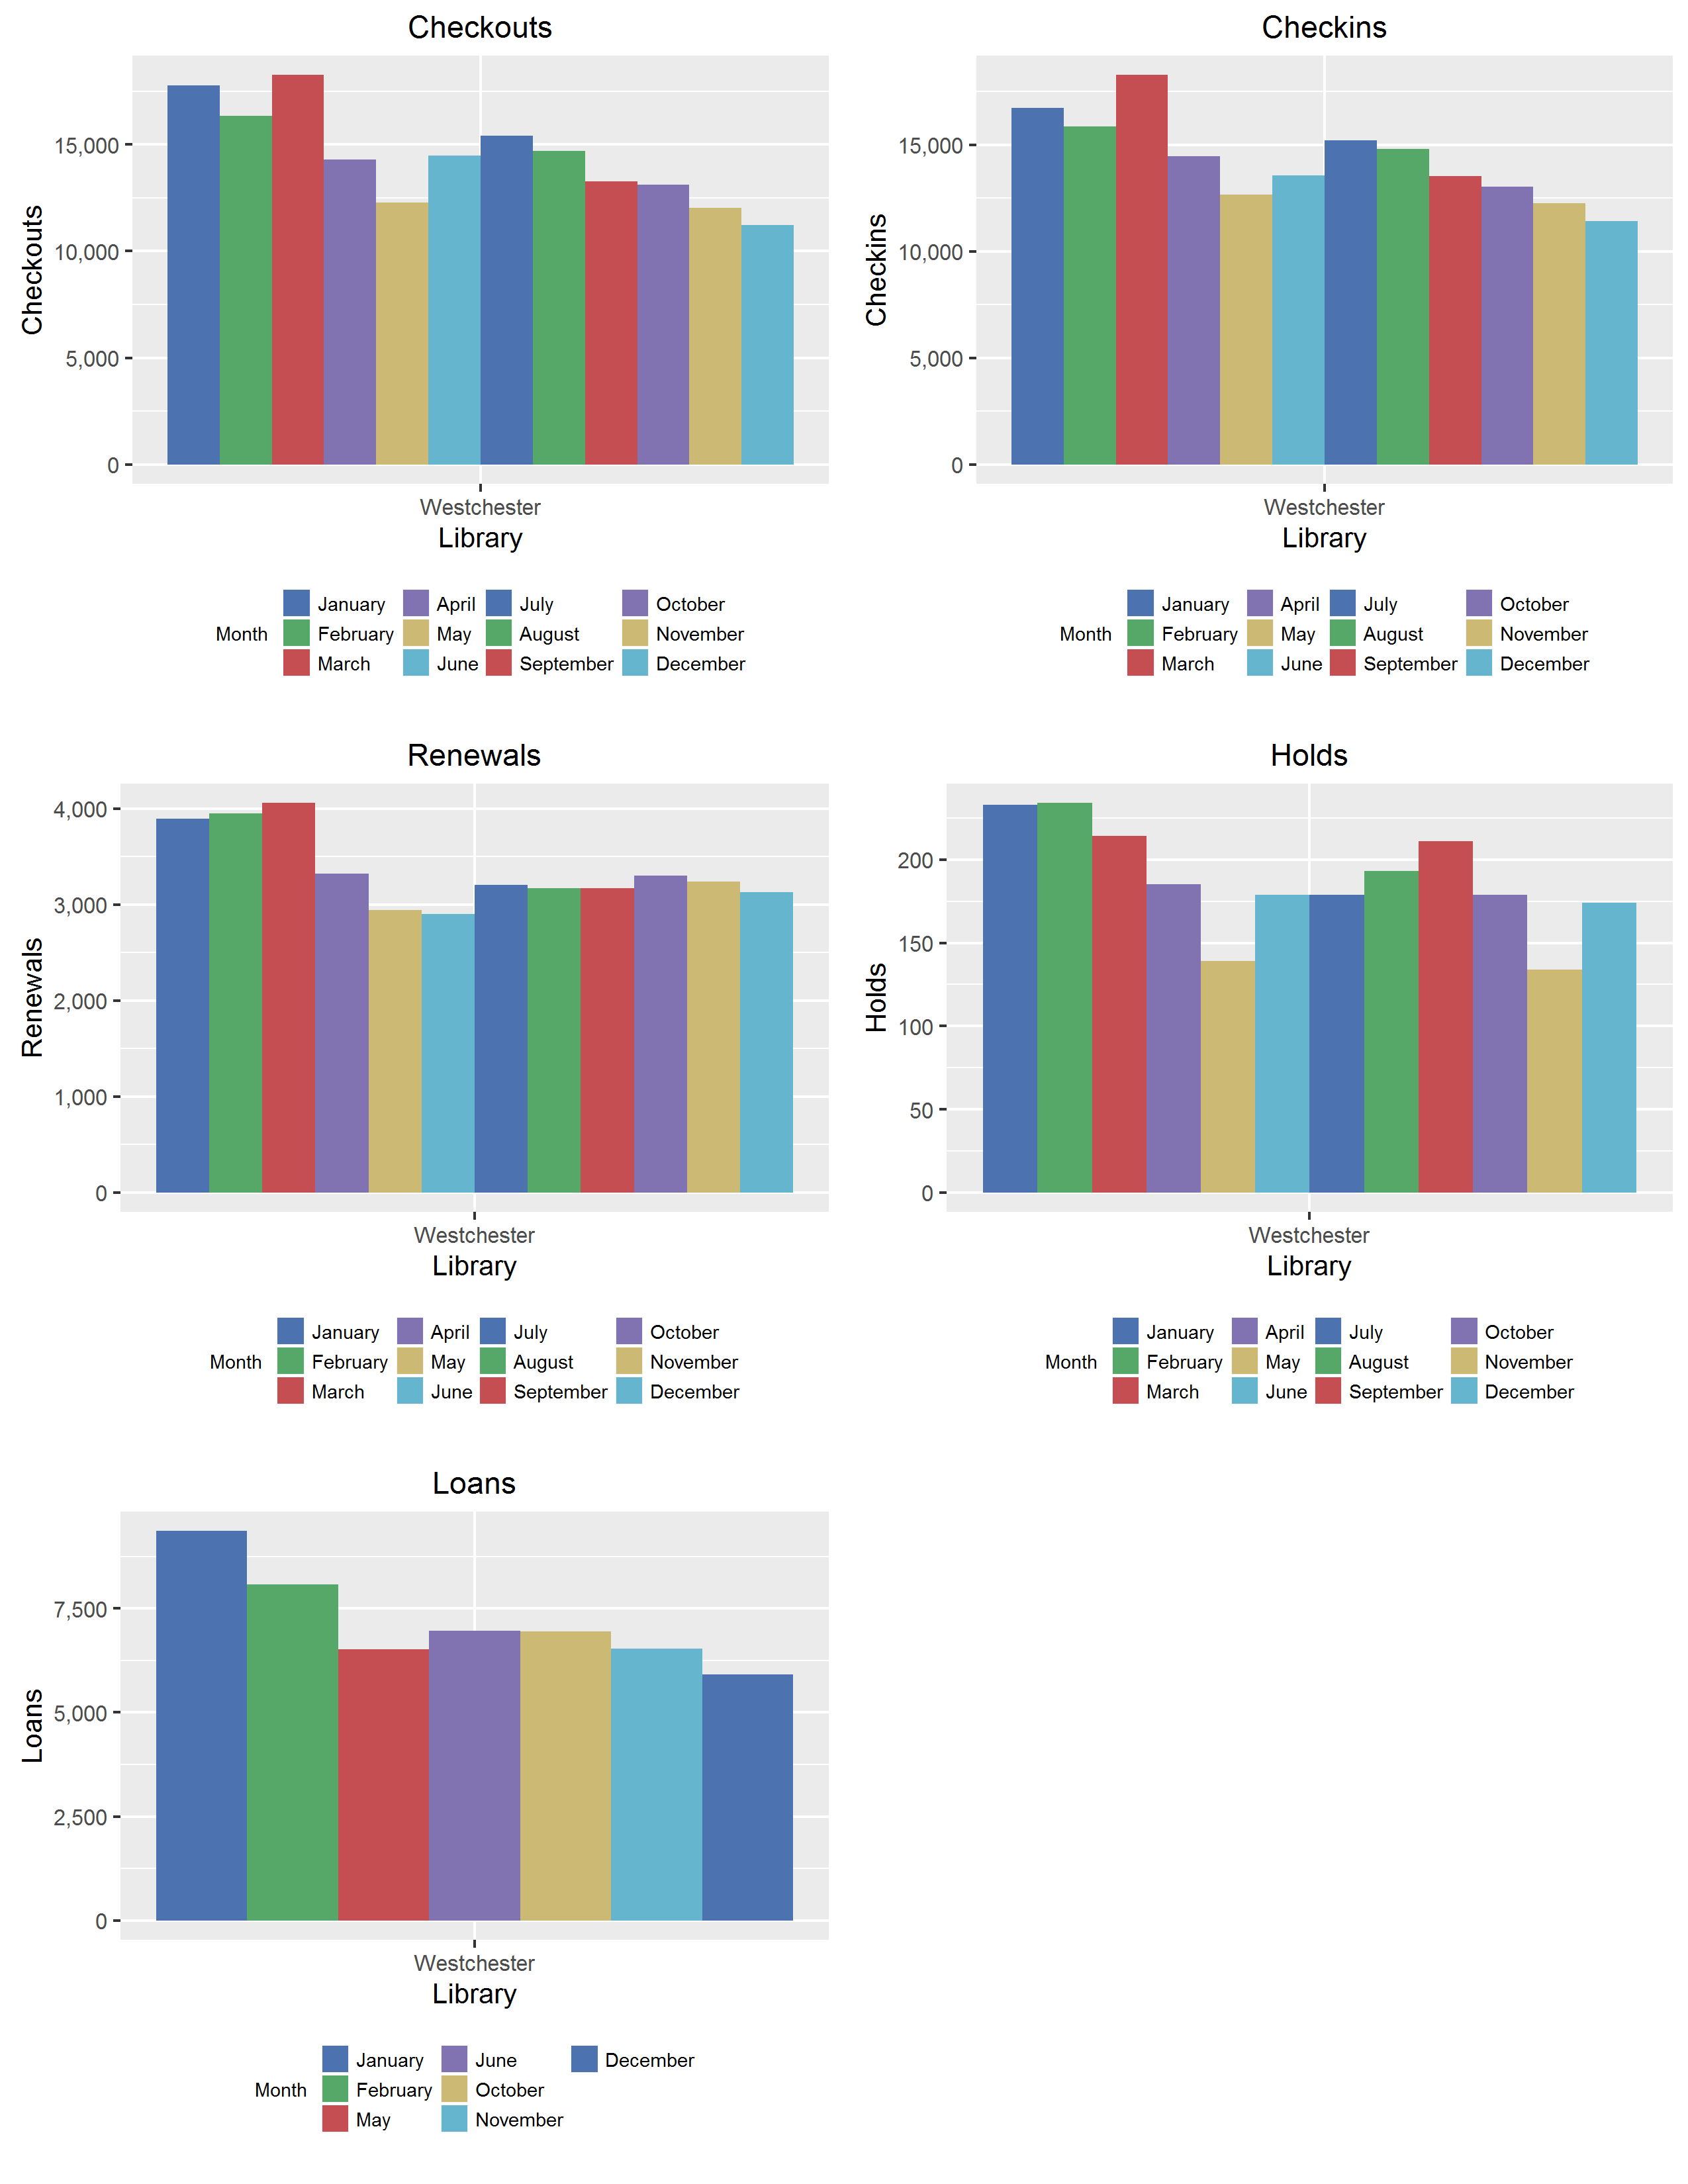 Checkouts
Checkouts
15,000
10,000
5,000
0
Westchester
Library
Month
January April July October
February May August November
March June September December
Checkins
Checkins
15,000
10,000
5,000
0
Westchester
Library
Month
January April July October
February May August November
March June September December
Renewals
Renewals
4,000
3,000
2,000
1,000
0
Westchester
Library
Month
January April July October
February May August November
March June September December
Holds
Holds
200
150
100
50
0
Westchester
Library
Month
January April July October
February May August November
March June September December
Loans
Loans
7,500
5,000
2,500
0
Westchester
Library
Month
January June December
February October
May November